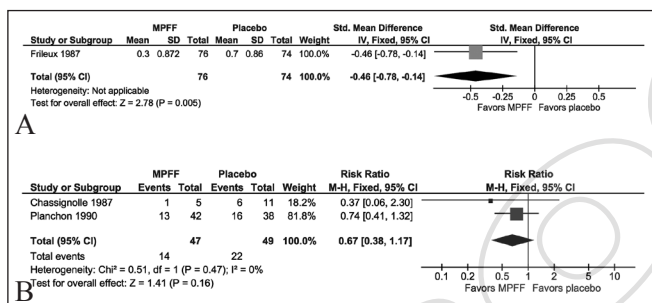 MPFF Placebo Std. Mean Difference Std. Mean Difference
Study or Subgroup Mean SD Total Mean SD Total Weight IV, Fixed, 95% CI IV, Fixed, 95% CI
Frileux 1987 0.3 0.872 76 0.7 0.86 74 100.0% -0.46 [-0.78, -0.14]
Total (95% CI) 76 74 100.0% -0.46 [-0.78, -0.14]
Heterogeneity: Not applicable
Test for overall effect: Z = 2.78 (P = 0.005)
-0.5 -0.25 0 0.25 0.5
Favors MPFF Favors placebo
A
MPFF Placebo Risk Ratio Risk Ratio
Study or Subgroup Events Total Events Total Weight M-H, Fixed, 95% CI M-H, Fixed, 95% CI
Chassignolle 1987 1 5 6 11 18.2% 0.37 [0.06, 2.30]
Planchon 1990 13 42 16 38 81.8% 0.74 [0.41, 1.32]
Total (95% CI) 47 49 100.0% 0.67 [0.38, 1.17]
Total events 14 22
Heterogeneity: Chi² = 0.51, df = 1 (P = 0.47); I² = 0%
Test for overall effect: Z = 1.41 (P = 0.16)
0.1 0.2 0.5 1 2 5 10
Favors MPFF Favors placebo
B